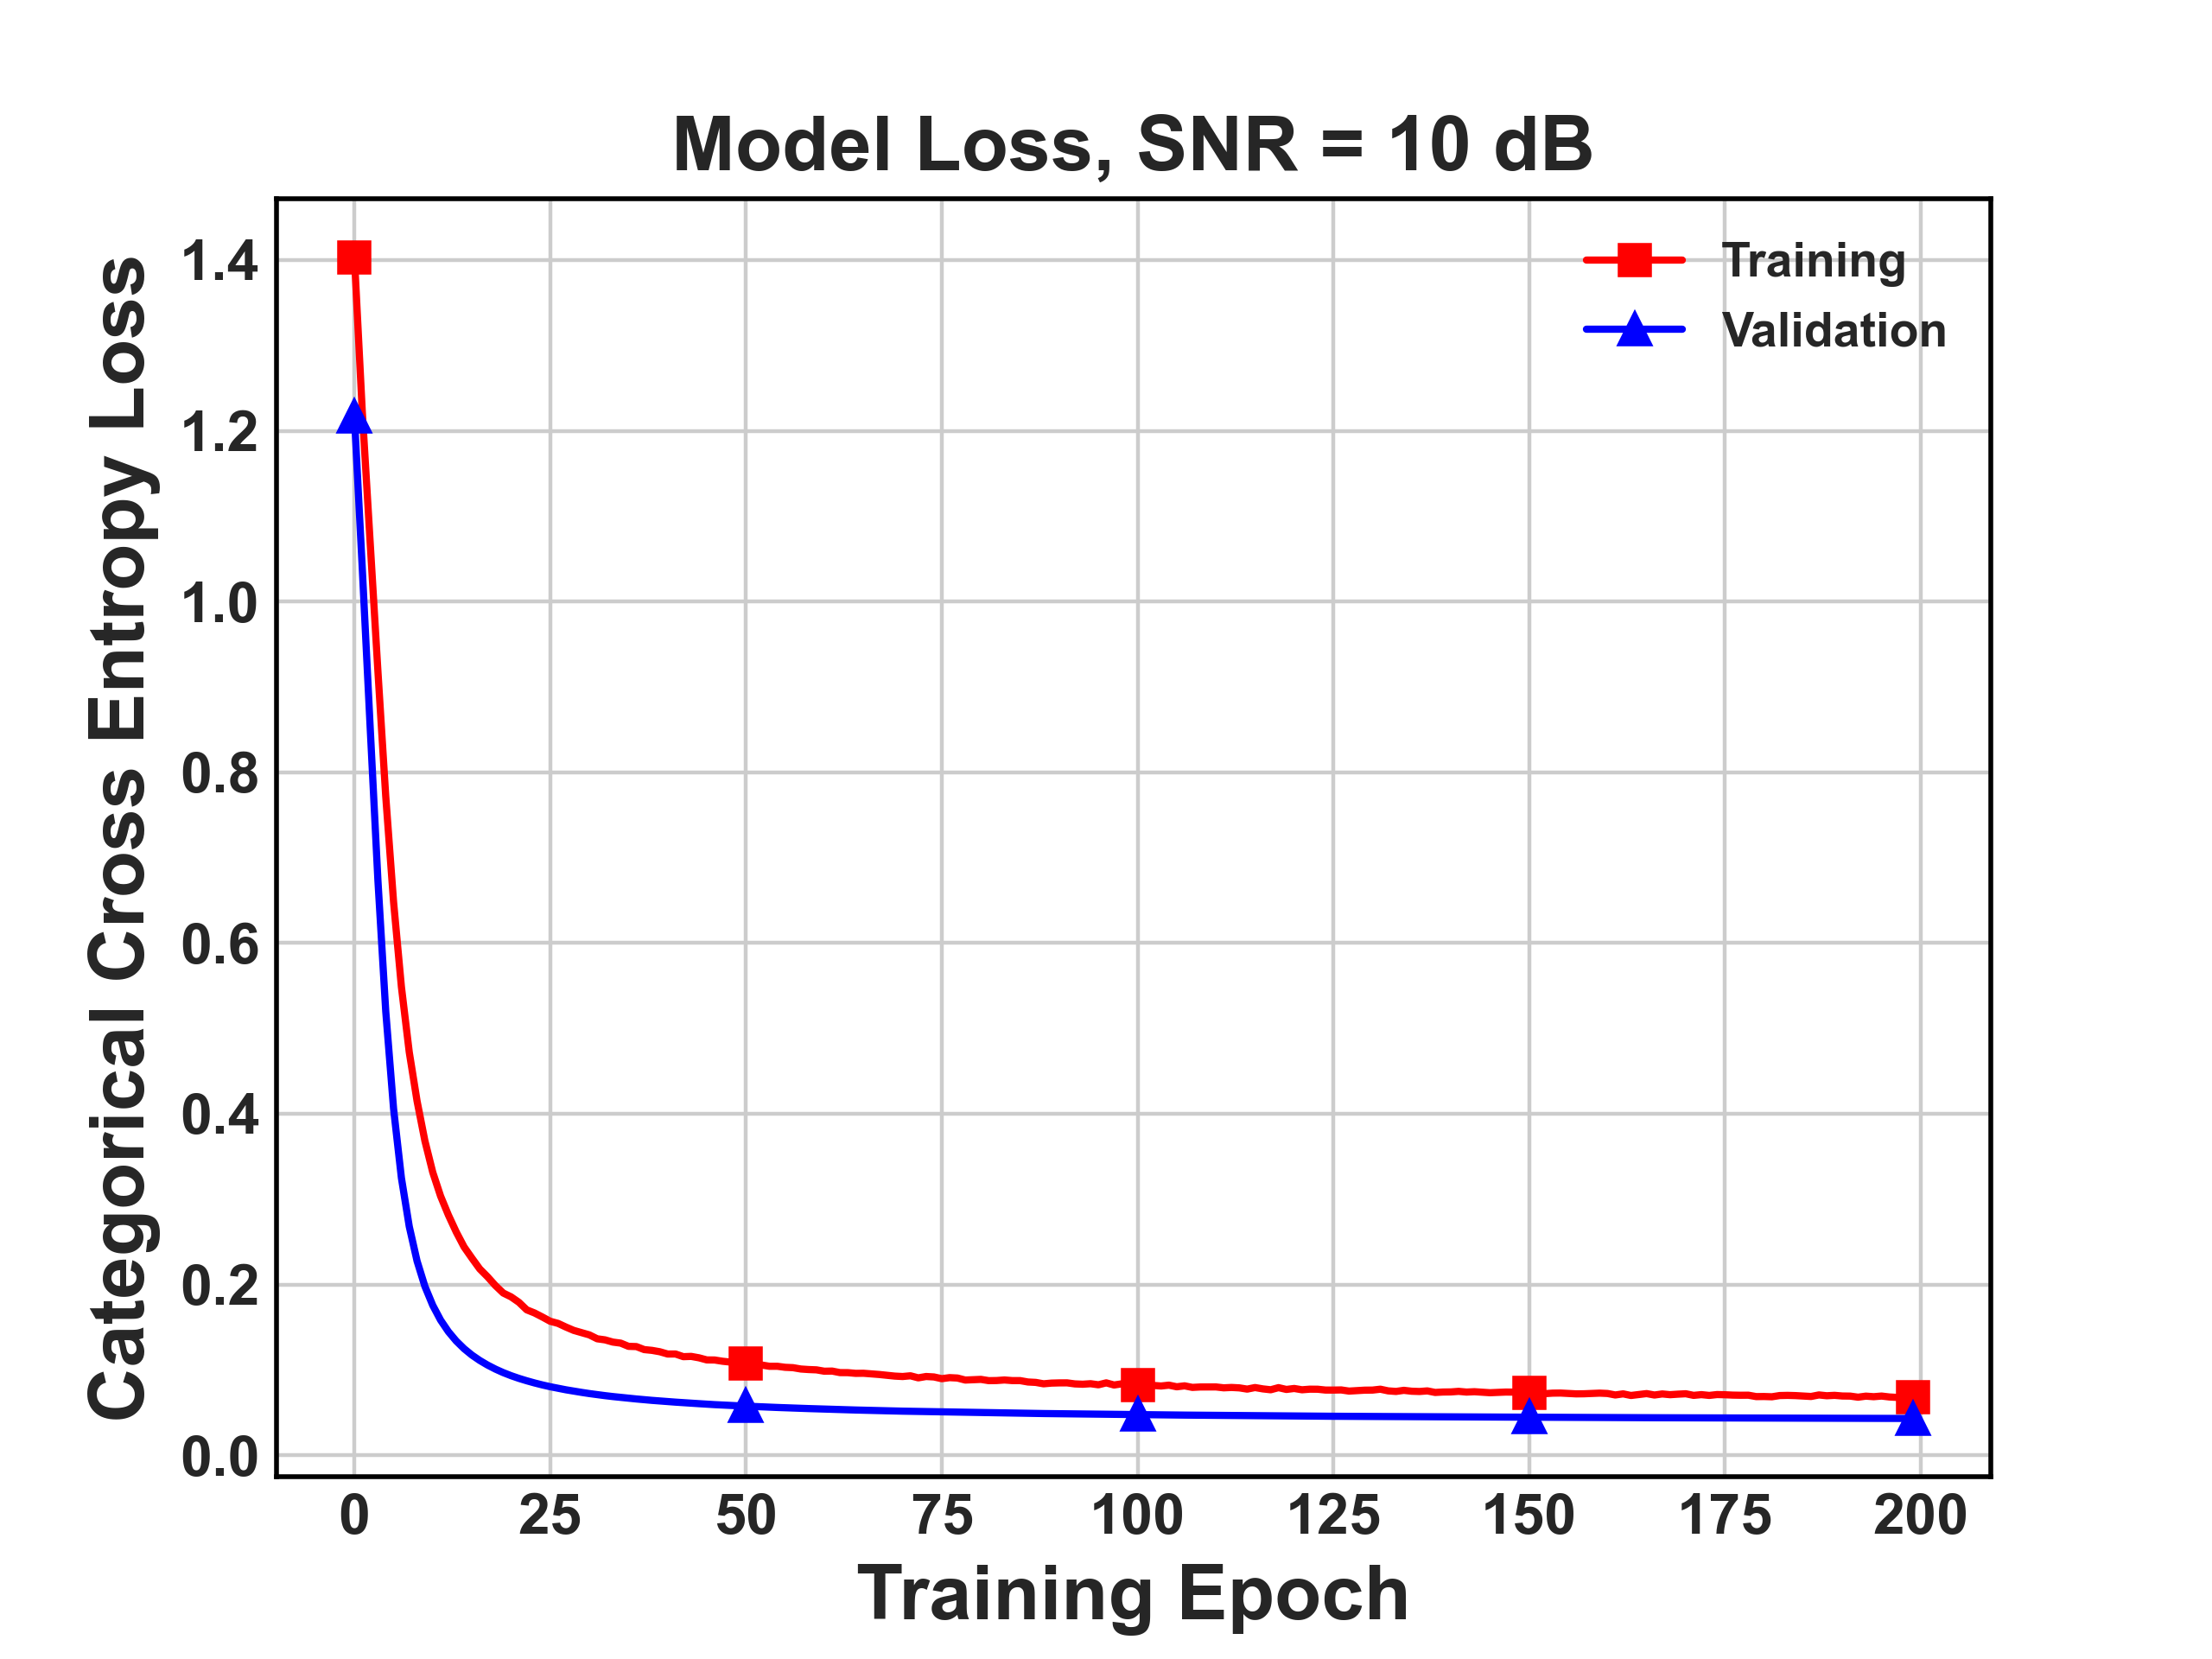 Model Loss, SNR = 10 dB
Training
Validation
Categorical Cross Entropy Loss
1.4
1.2
1.0
0.8
0.6
0.4
0.2
0.0
0 25 50 75 100 125 150 175 200
Training Epoch